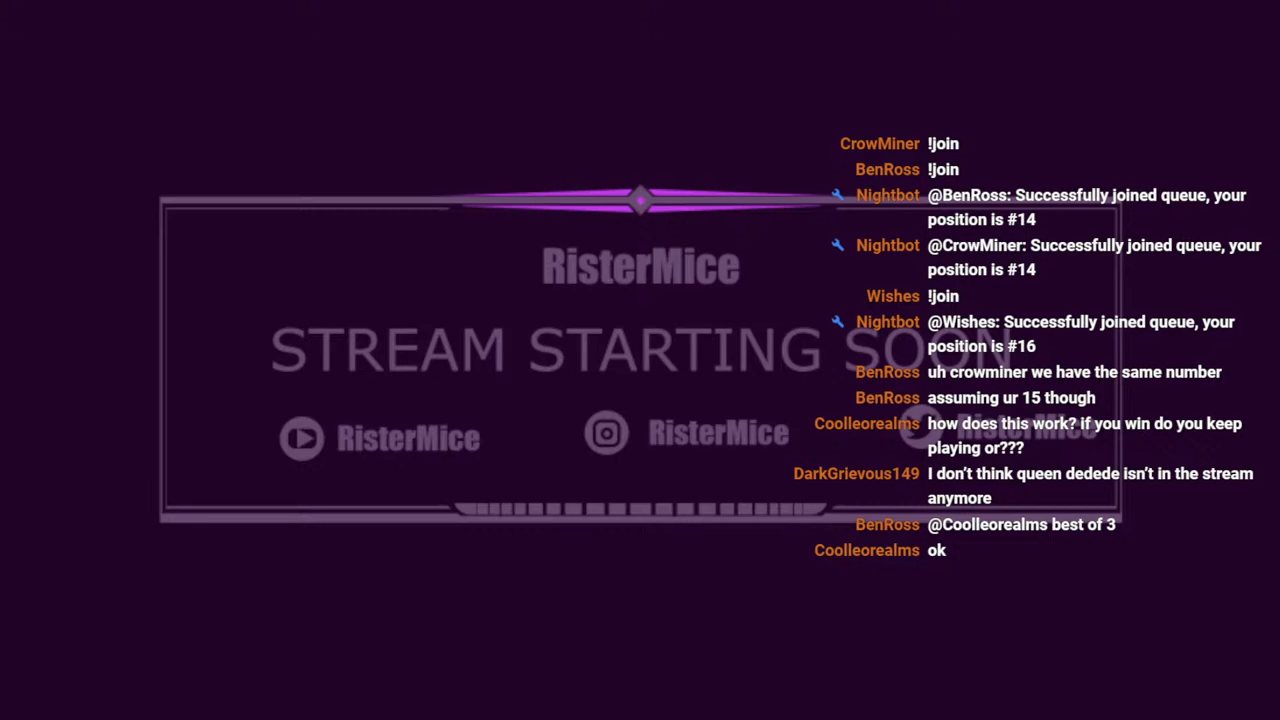 CrowMiner !join
BenRoss !join
Nightbot @BenRoss: Successfully joined queue, your
position is #14
Nightbot @CrowMiner: Successfully joined queue, your
position is #14
Wishes !join
Nightbot @Wishes: Successfully joined queue, your
position is #16
BenRoss uh crowminer we have the same number
BenRoss assuming ur 15 though
Coolleorealms how does this work? if you win do you keep
playing or???
DarkGrievous149 I don’t think queen dedede isn’t in the stream
anymore
BenRoss @Coolleorealms best of 3
Coolleorealms ok
RisterMice
STREAM STARTING SOON
RisterMice
RisterMice
RisterMice